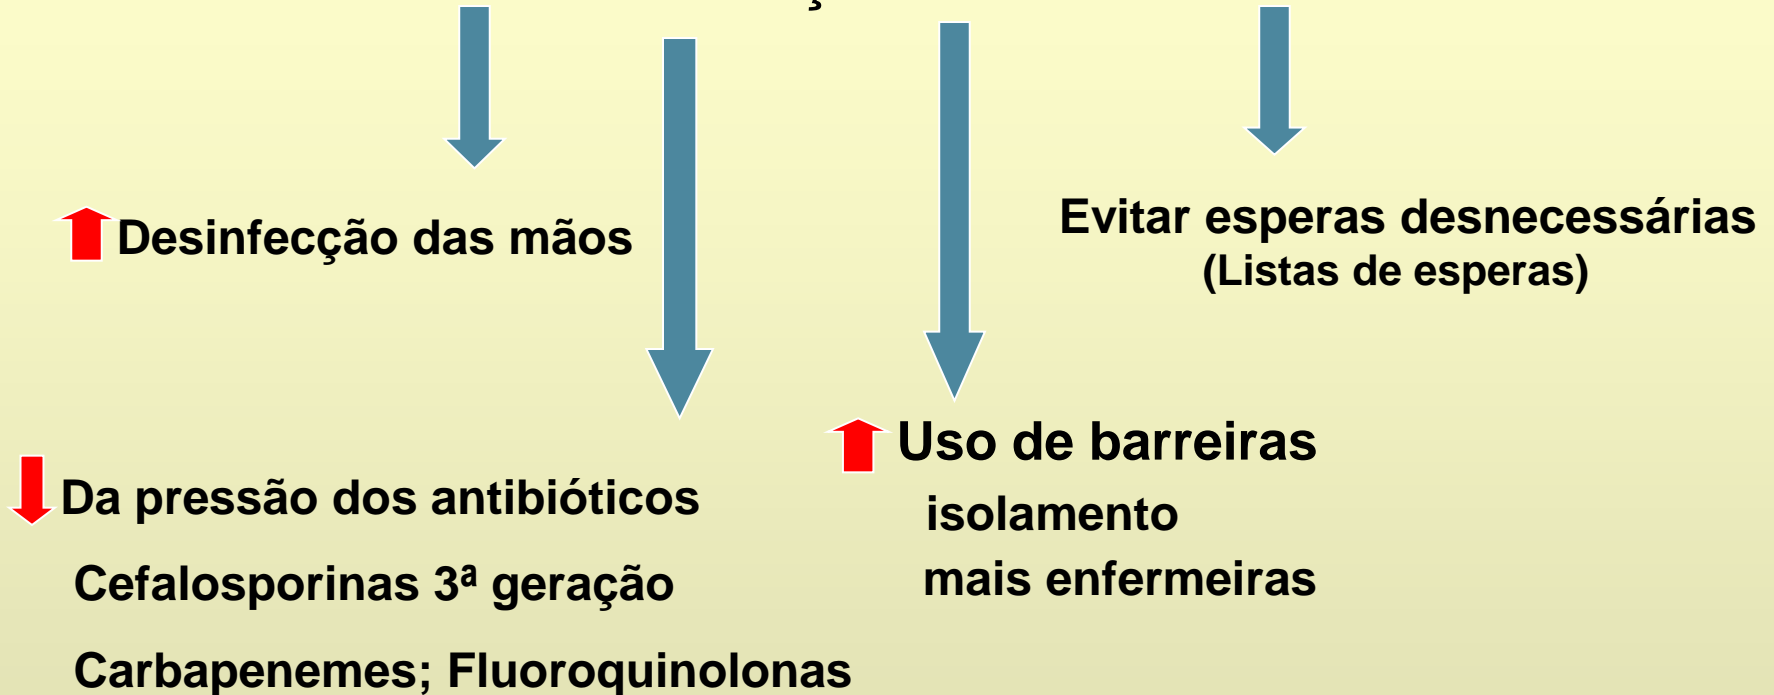 Desinfecção das mãos
Evitar esperas desnecessárias
(Listas de esperas)
Da pressão dos antibióticos
Cefalosporinas 3ª geração
Carbapenemes; Fluoroquinolonas
Uso de barreiras
isolamento
mais enfermeiras